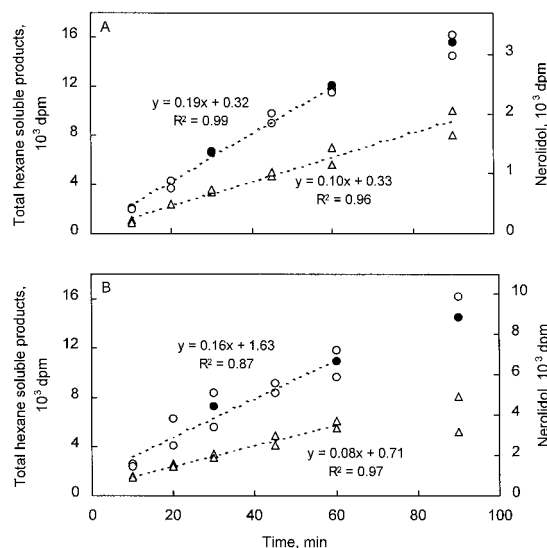 A
Total hexane soluble products,
10³ dpm
16
12
8
4
0
3
2
1
0
Nerolidol, 10³ dpm
y = 0.19x + 0.32
R² = 0.99
y = 0.10x + 0.33
R² = 0.96
B
Total hexane soluble products,
10³ dpm
16
12
8
4
0
10
8
6
4
2
0
Nerolidol, 10³ dpm
y = 0.16x + 1.63
R² = 0.87
y = 0.08x + 0.71
R² = 0.97
0 20 40 60 80 100
Time, min